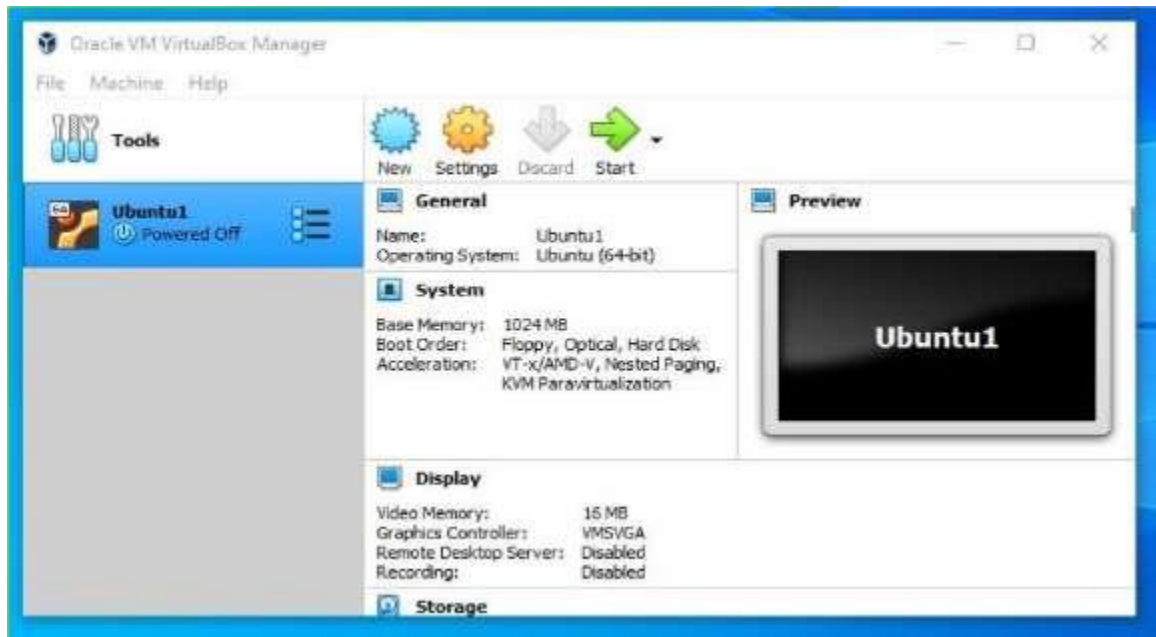 Oracle VM VirtualBox Manager
File Machine Help
Tools
New Settings Discard Start
64
Ubuntu1
Powered Off
General
Name: Ubuntu1
Operating System: Ubuntu (64-bit)
System
Base Memory: 1024 MB
Boot Order: Floppy, Optical, Hard Disk
Acceleration: VT-x/AMD-V, Nested Paging,
KVM Paravirtualization
Preview
Ubuntu1
Display
Video Memory: 16 MB
Graphics Controller: VMSVGA
Remote Desktop Server: Disabled
Recording: Disabled
Storage